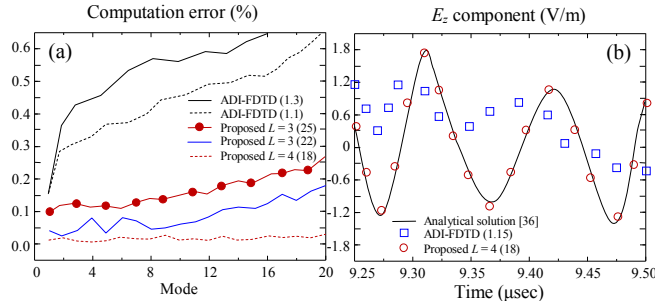 Computation error (%)
(a)
0.6
0.5
0.4
0.3
0.2
0.1
0.0
ADI-FDTD (1.3)
ADI-FDTD (1.1)
Proposed L = 3 (25)
Proposed L = 3 (22)
Proposed L = 4 (18)
0 4 8 12 16 20
Mode
E_z component (V/m)
(b)
1.8
1.2
0.6
0
-0.6
-1.2
-1.8
Analytical solution [36]
ADI-FDTD (1.15)
Proposed L = 4 (18)
9.25 9.30 9.35 9.40 9.45 9.50
Time (μsec)